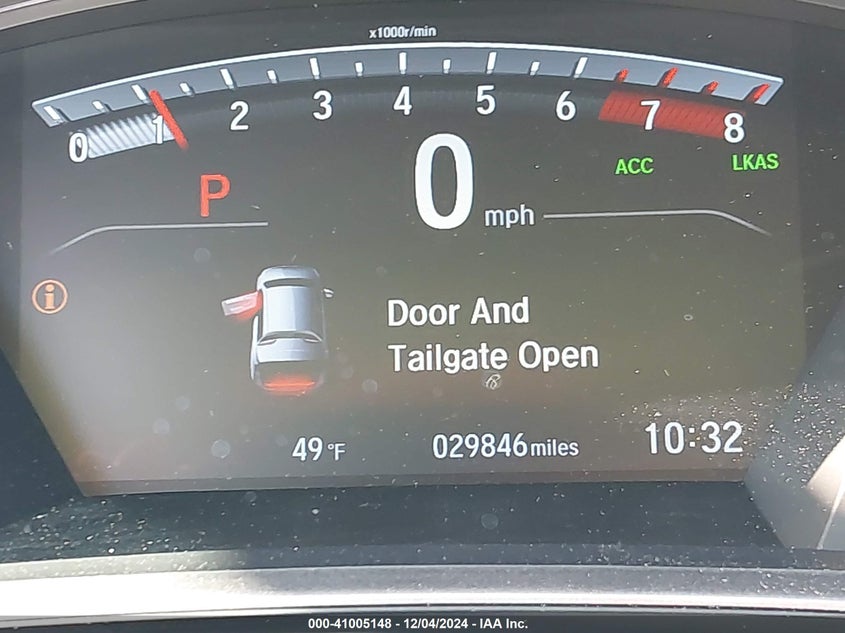 x1000r/min
0 1 2 3 4 5 6 7 8
P 0 mph ACC LKAS
Door And
Tailgate Open
49°F 029846 miles 10:32
000-41005148 - 12/04/2024 - IAA Inc.